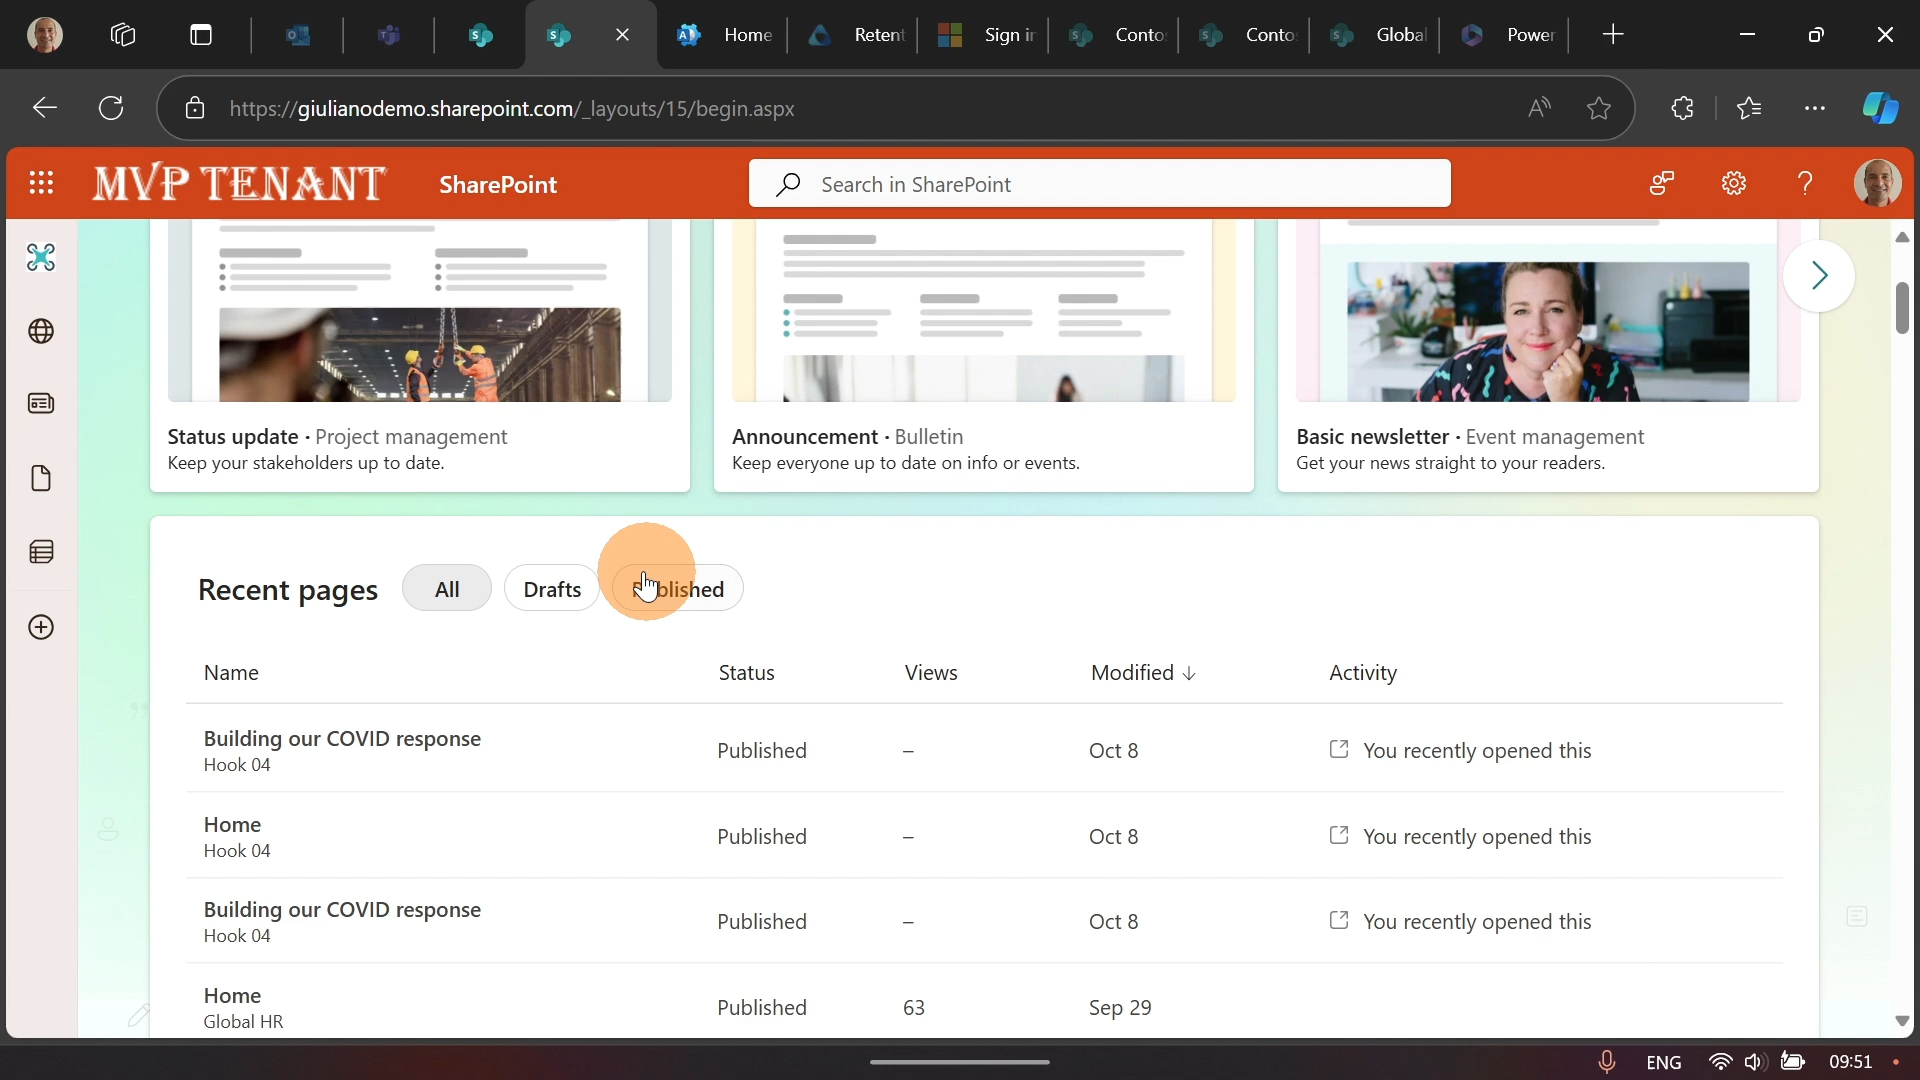 Home
Retent
Sign in
Conto
Conto
Global
Power
https://giulianodemo.sharepoint.com/_layouts/15/begin.aspx
MVP TENANT
SharePoint
Search in SharePoint
Status update · Project management
Keep your stakeholders up to date.
Announcement · Bulletin
Keep everyone up to date on info or events.
Basic newsletter · Event management
Get your news straight to your readers.
Recent pages
All
Drafts
Published
Name
Status
Views
Modified ↓
Activity
Building our COVID response
Hook 04
Published
–
Oct 8
You recently opened this
Home
Hook 04
Published
–
Oct 8
You recently opened this
Building our COVID response
Hook 04
Published
–
Oct 8
You recently opened this
Home
Global HR
Published
63
Sep 29
ENG
09:51